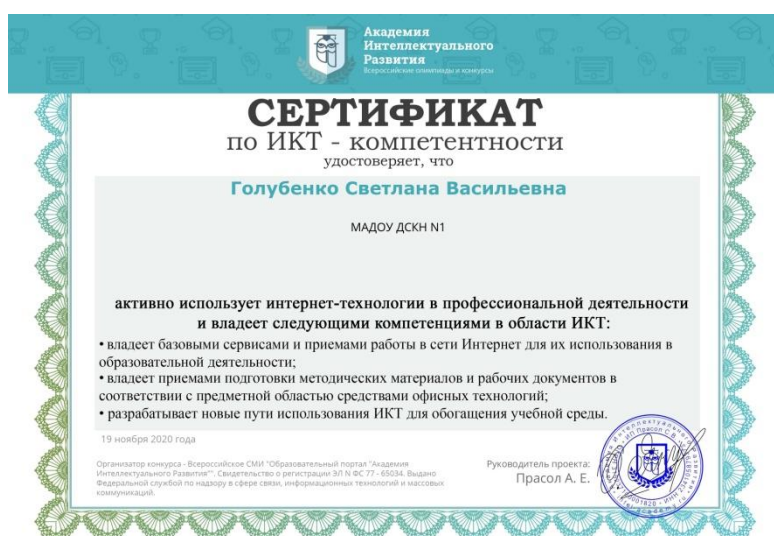 Академия
Интеллектуального
Развития
Всероссийские олимпиады и конкурсы
СЕРТИФИКАТ
по ИКТ - компетентности
удостоверяет, что
Голубенко Светлана Васильевна
МАДОУ ДСКН N1
активно использует интернет-технологии в профессиональной деятельности
и владеет следующими компетенциями в области ИКТ:
• владеет базовыми сервисами и приемами работы в сети Интернет для их использования в
образовательной деятельности;
• владеет приемами подготовки методических материалов и рабочих документов в
соответствии с предметной областью средствами офисных технологий;
• разрабатывает новые пути использования ИКТ для обогащения учебной среды.
19 ноября 2020 года
Организатор конкурса - Всероссийское СМИ "Образовательный портал "Академия
Интеллектуального Развития"". Свидетельство о регистрации ЭЛ N ФС 77 - 65034. Выдано
Федеральной службой по надзору в сфере связи, информационных технологий и массовых
коммуникаций.
Руководитель проекта:
Прасол А. Е.